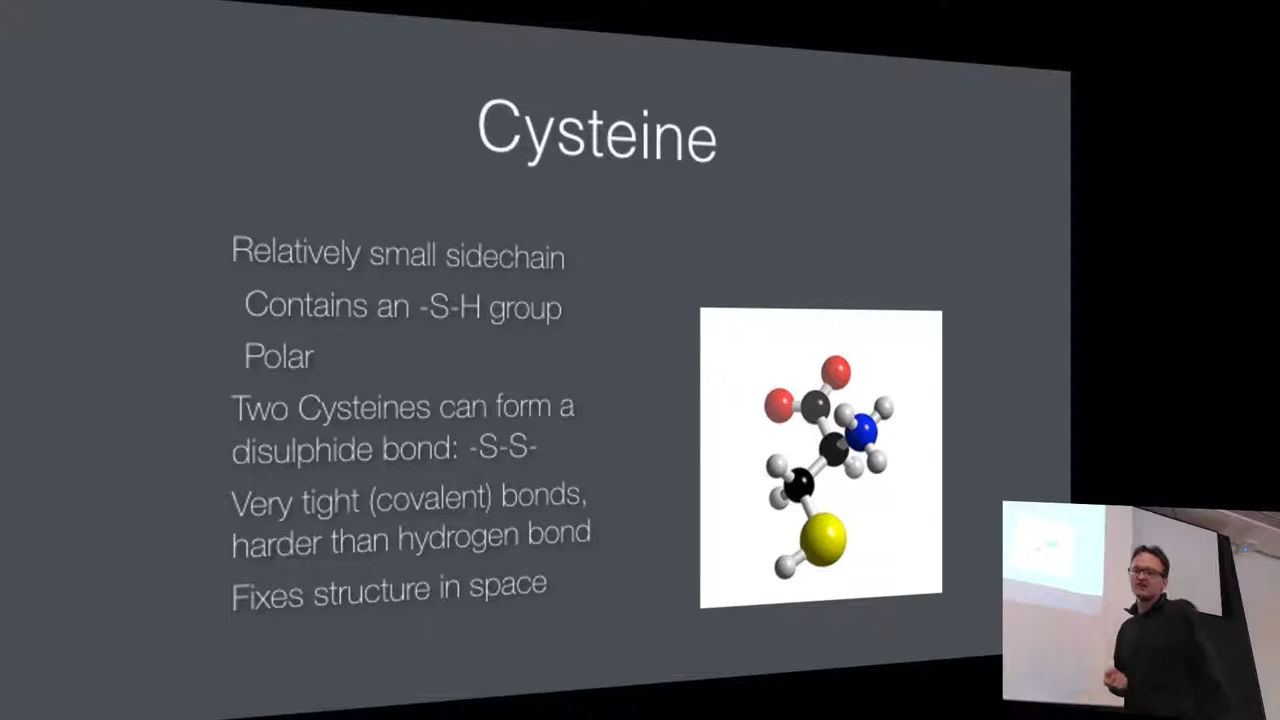 Cysteine
Relatively small sidechain
Contains an -S-H group
Polar
Two Cysteines can form a
disulphide bond: -S-S-
Very tight (covalent) bonds,
harder than hydrogen bond
Fixes structure in space